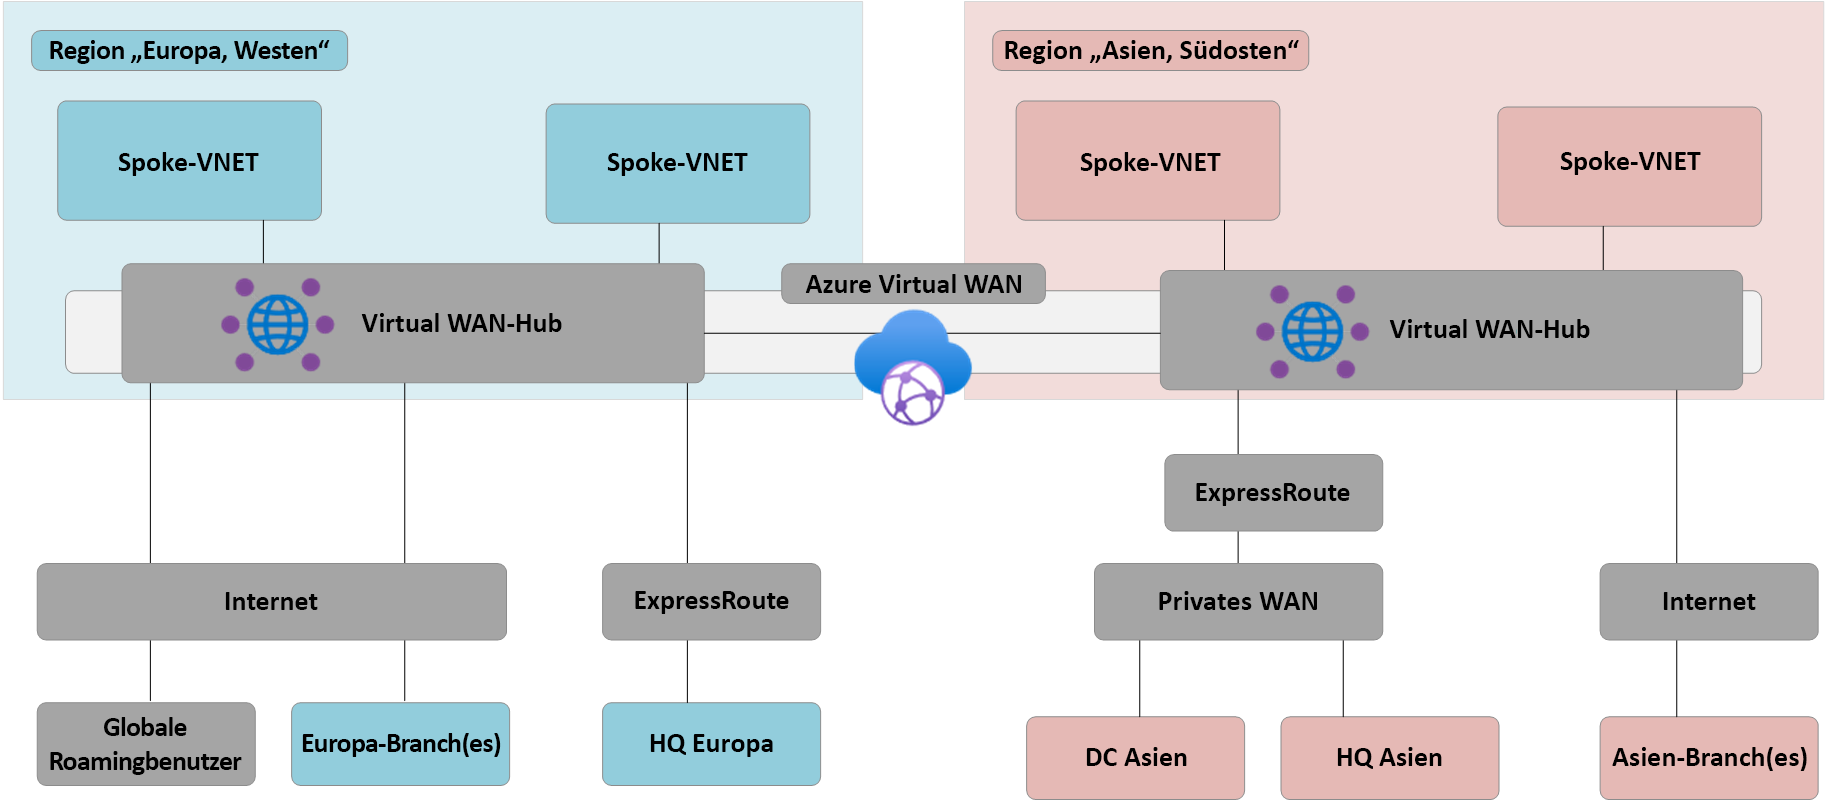 Region „Europa, Westen“
Region „Asien, Südosten“
Spoke-VNET
Spoke-VNET
Spoke-VNET
Spoke-VNET
Azure Virtual WAN
Virtual WAN-Hub
Virtual WAN-Hub
ExpressRoute
Internet
ExpressRoute
Privates WAN
Internet
Globale
Roamingbenutzer
Europa-Branch(es)
HQ Europa
DC Asien
HQ Asien
Asien-Branch(es)